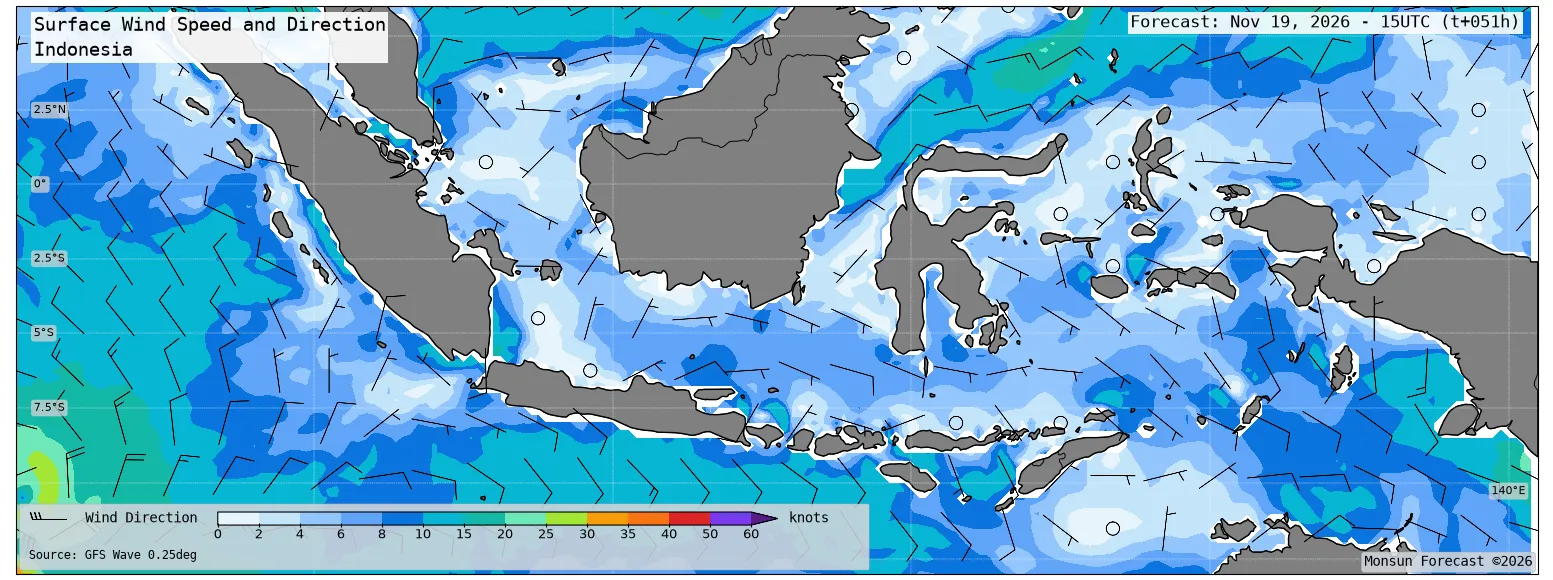 Surface Wind Speed and Direction
Indonesia
Forecast: Nov 19, 2026 - 15UTC (t+051h)
2.5°N
0°
2.5°S
5°S
7.5°S
140°E
Wind Direction
0 2 4 6 8 10 15 20 25 30 35 40 50 60
knots
Source: GFS Wave 0.25deg
Monsun Forecast ©2026